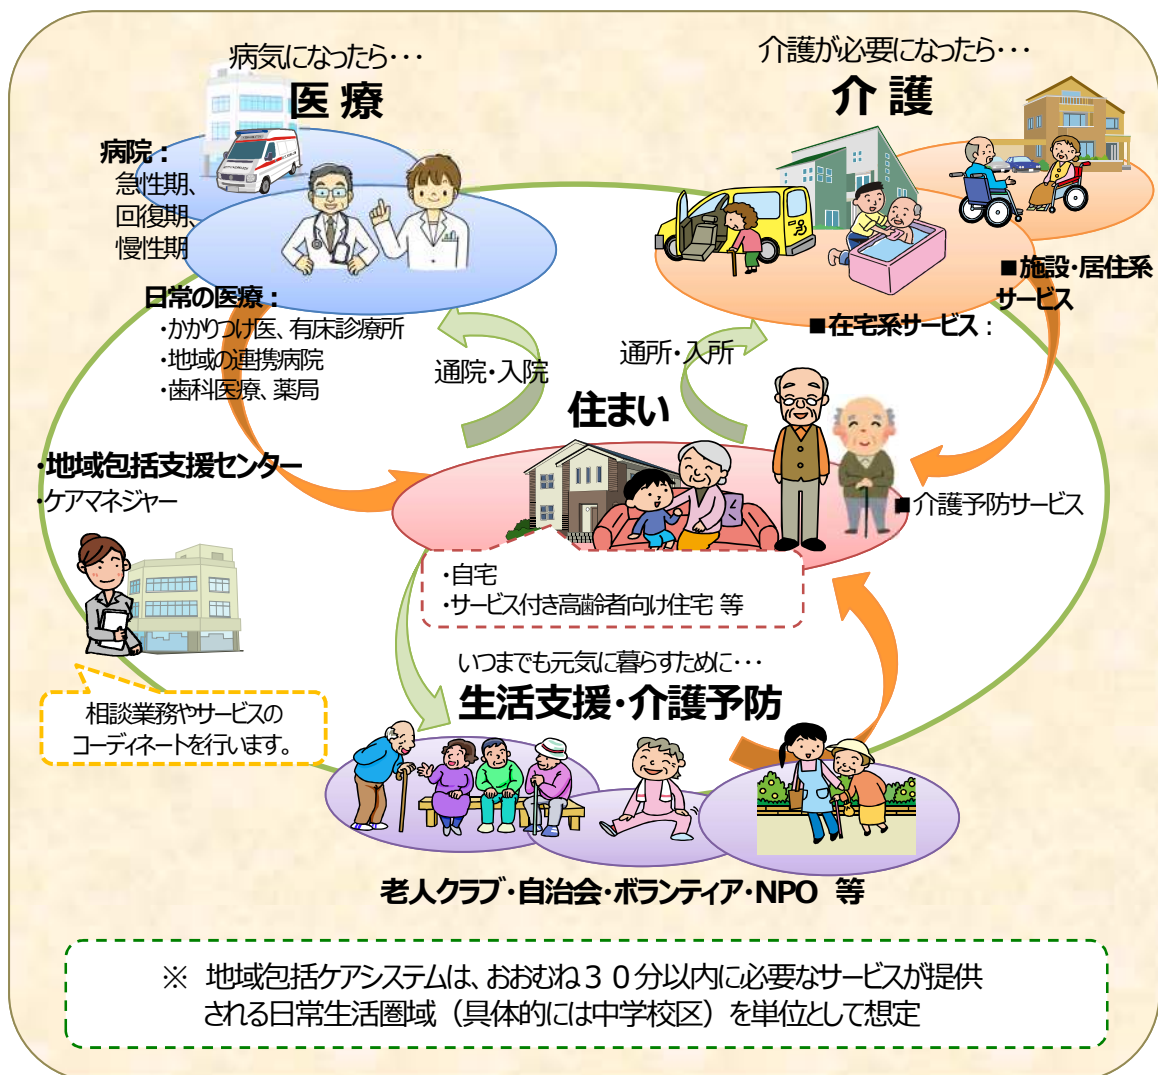 病気になったら･･･
医 療
病院：
急性期、
回復期、
慢性期
日常の医療：
・かかりつけ医、有床診療所
・地域の連携病院
・歯科医療、薬局
介護が必要になったら･･･
介 護
■施設・居住系
サービス
■在宅系サービス：
通院・入院
通所・入所
住まい
・地域包括支援センター
・ケアマネジャー
■介護予防サービス
・自宅
・サービス付き高齢者向け住宅 等
相談業務やサービスの
コーディネートを行います。
いつまでも元気に暮らすために･･･
生活支援・介護予防
老人クラブ・自治会・ボランティア・NPO 等
※ 地域包括ケアシステムは、おおむね３０分以内に必要なサービスが提供
される日常生活圏域（具体的には中学校区）を単位として想定